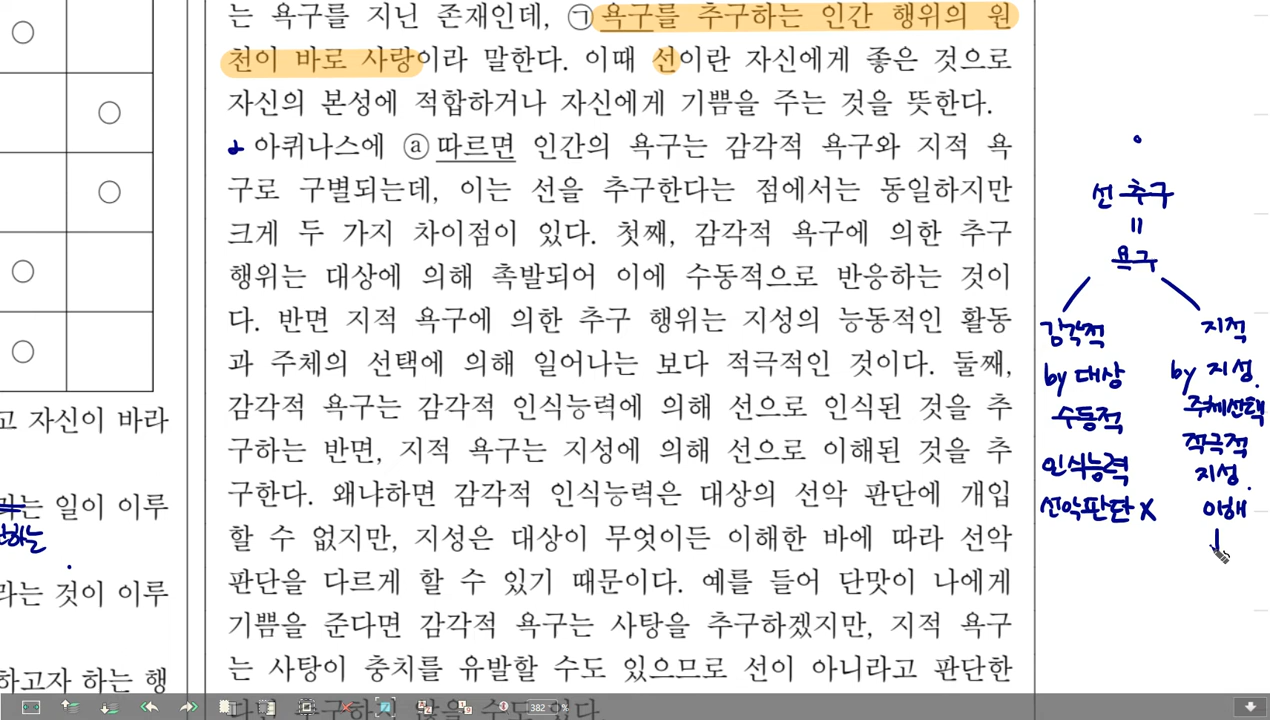 는 욕구를 지닌 존재인데, ㉠욕구를 추구하는 인간 행위의 원
천이 바로 사랑이라 말한다. 이때 선이란 자신에게 좋은 것으로
자신의 본성에 적합하거나 자신에게 기쁨을 주는 것을 뜻한다.
아퀴나스에 ⓐ따르면 인간의 욕구는 감각적 욕구와 지적 욕
구로 구별되는데, 이는 선을 추구한다는 점에서는 동일하지만
크게 두 가지 차이점이 있다. 첫째, 감각적 욕구에 의한 추구
행위는 대상에 의해 촉발되어 이에 수동적으로 반응하는 것이
다. 반면 지적 욕구에 의한 추구 행위는 지성의 능동적인 활동
과 주체의 선택에 의해 일어나는 보다 적극적인 것이다. 둘째,
감각적 욕구는 감각적 인식능력에 의해 선으로 인식된 것을 추
구하는 반면, 지적 욕구는 지성에 의해 선으로 이해된 것을 추
구한다. 왜냐하면 감각적 인식능력은 대상의 선악 판단에 개입
할 수 없지만, 지성은 대상이 무엇이든 이해한 바에 따라 선악
판단을 다르게 할 수 있기 때문이다. 예를 들어 단맛이 나에게
기쁨을 준다면 감각적 욕구는 사탕을 추구하겠지만, 지적 욕구
는 사탕이 충치를 유발할 수도 있으므로 선이 아니라고 판단한
다면 추구하지 않을 수도 있다.
고 자신이 바라
는 일이 이루
하는
라는 것이 이루
하고자 하는 행
선 추구
=
욕구
감각적
by 대상
수동적
인식능력
선악판단 X
지적
by 지성.
주체선택
적극적
지성.
이해
382